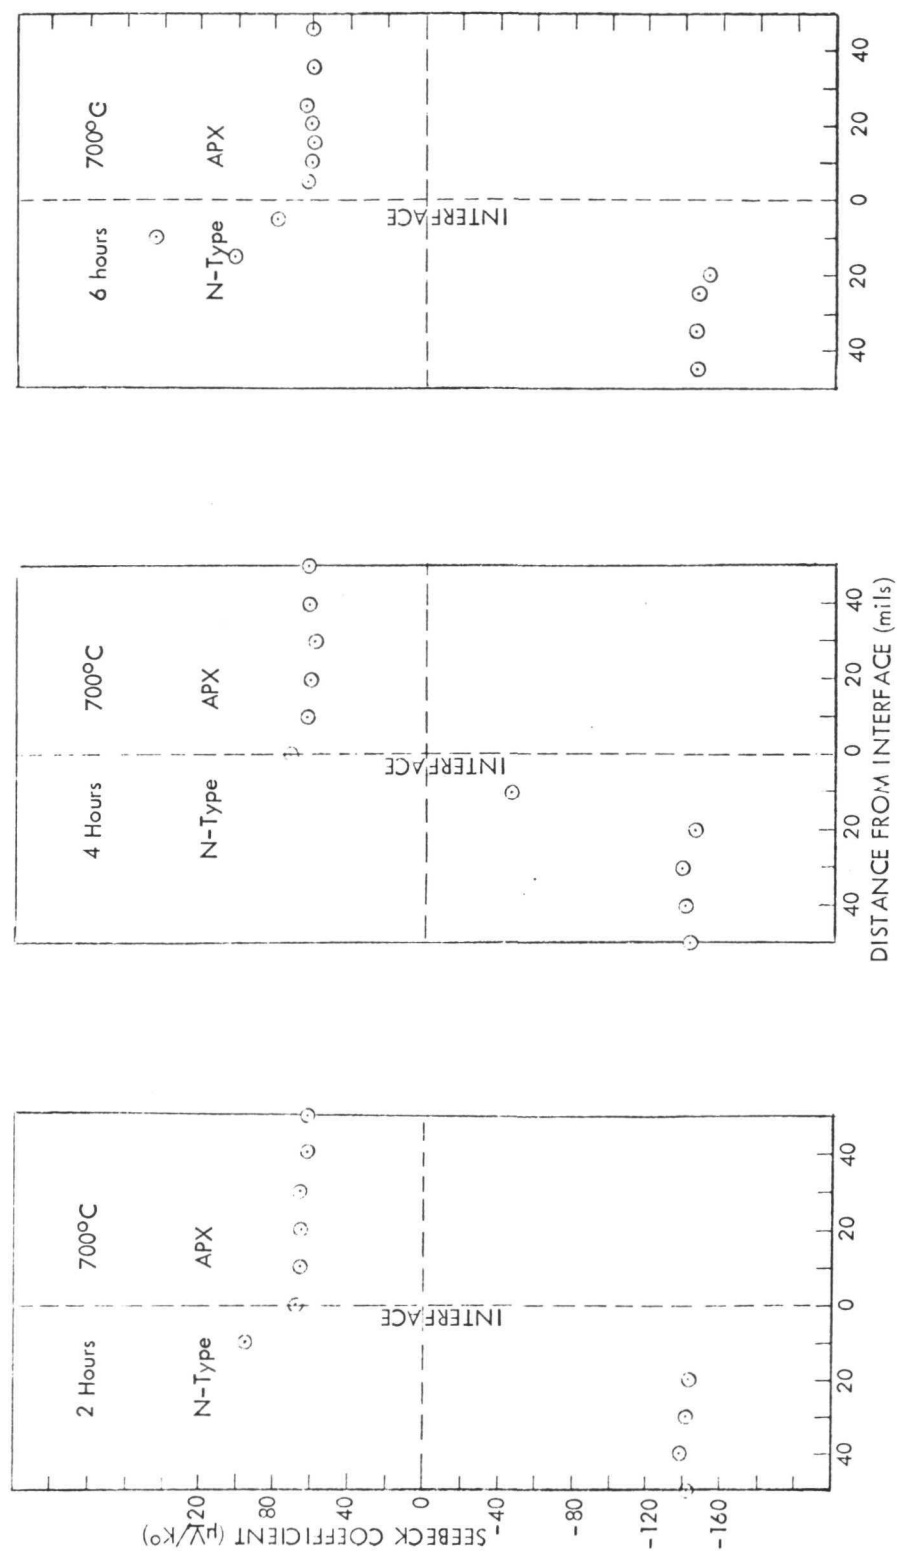 2 Hours
700°C
N-Type
APX
INTERFACE
SEEBECK COEFFICIENT (μV/K°)
120
80
40
0
-40
-120
-160
40 20 0 20 40
4 Hours
700°C
N-Type
APX
INTERFACE
40 20 0 20 40
DISTANCE FROM INTERFACE (mils)
6 hours
700°C
N-Type
APX
INTERFACE
40 20 0 20 40